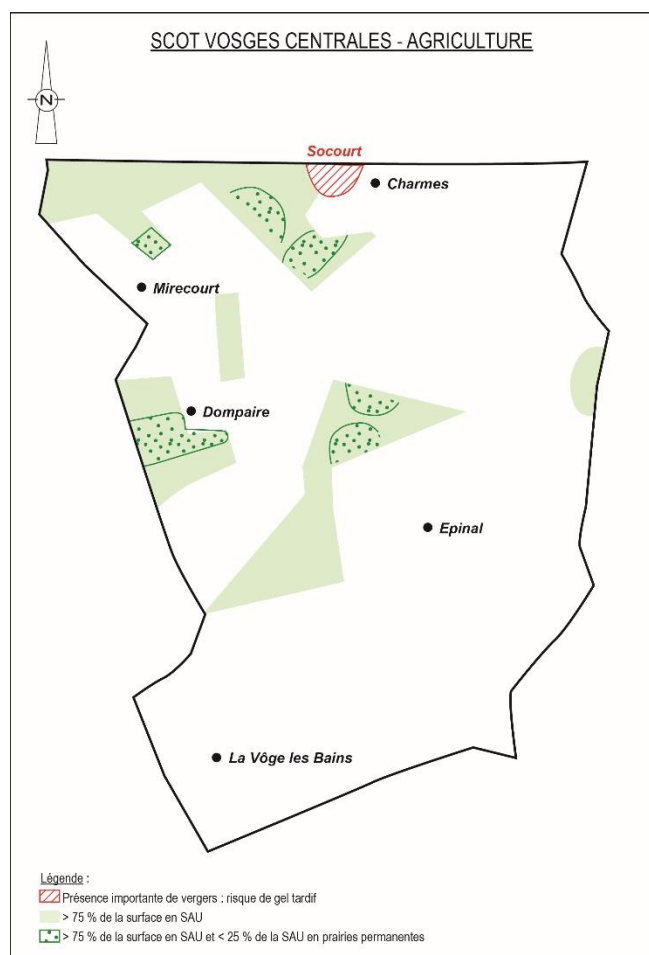 SCOT VOSGES CENTRALES - AGRICULTURE
N
Socourt
Charmes
Mirecourt
Dompaire
Epinal
La Vôge les Bains
Légende :
Présence importante de vergers : risque de gel tardif
> 75 % de la surface en SAU
> 75 % de la surface en SAU et < 25 % de la SAU en prairies permanentes